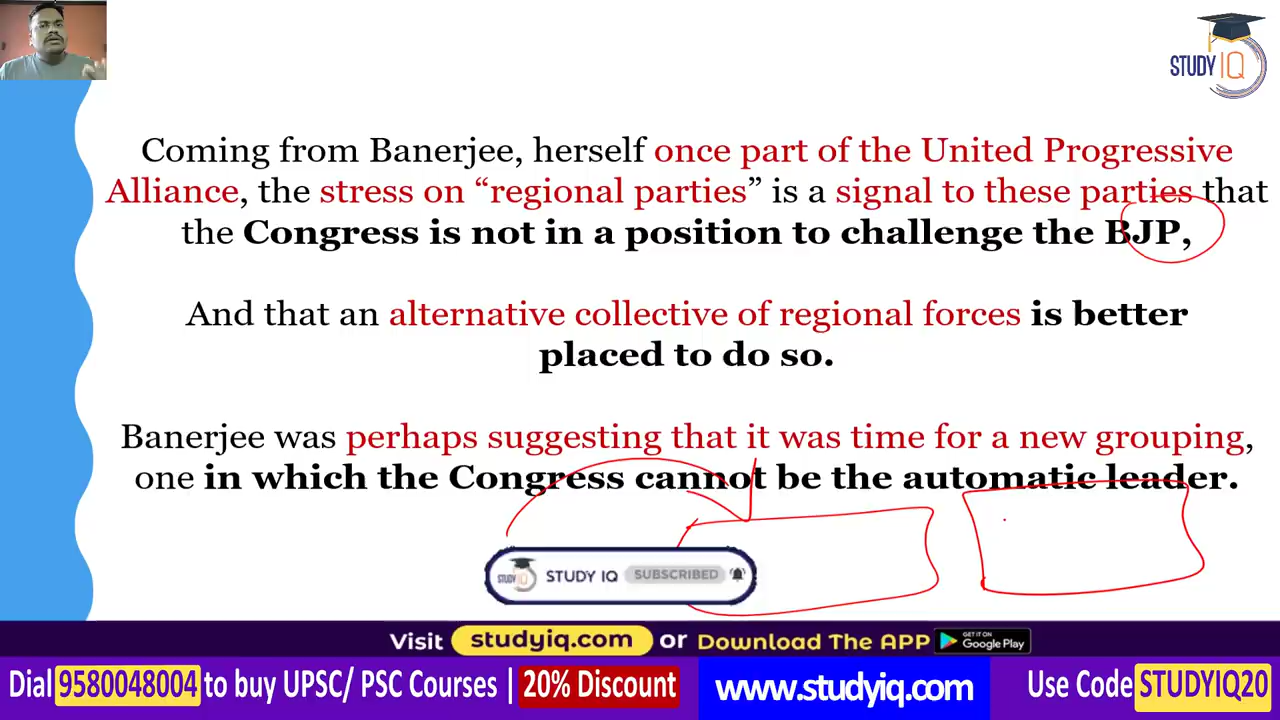 STUDY IQ
Coming from Banerjee, herself once part of the United Progressive
Alliance, the stress on “regional parties” is a signal to these parties that
the Congress is not in a position to challenge the BJP,
And that an alternative collective of regional forces is better
placed to do so.
Banerjee was perhaps suggesting that it was time for a new grouping,
one in which the Congress cannot be the automatic leader.
STUDY IQ STUDY IQ SUBSCRIBED
Visit studyiq.com or Download The APP GET IT ON Google Play
Dial 9580048004 to buy UPSC/ PSC Courses | 20% Discount www.studyiq.com Use Code STUDYIQ20